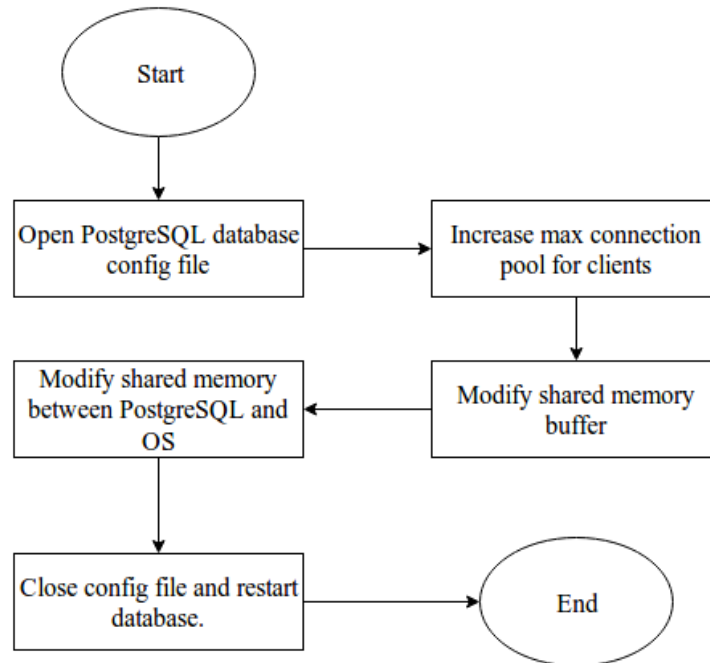 Start
Open PostgreSQL database
config file
Increase max connection
pool for clients
Modify shared memory
buffer
Modify shared memory
between PostgreSQL and
OS
Close config file and restart
database.
End